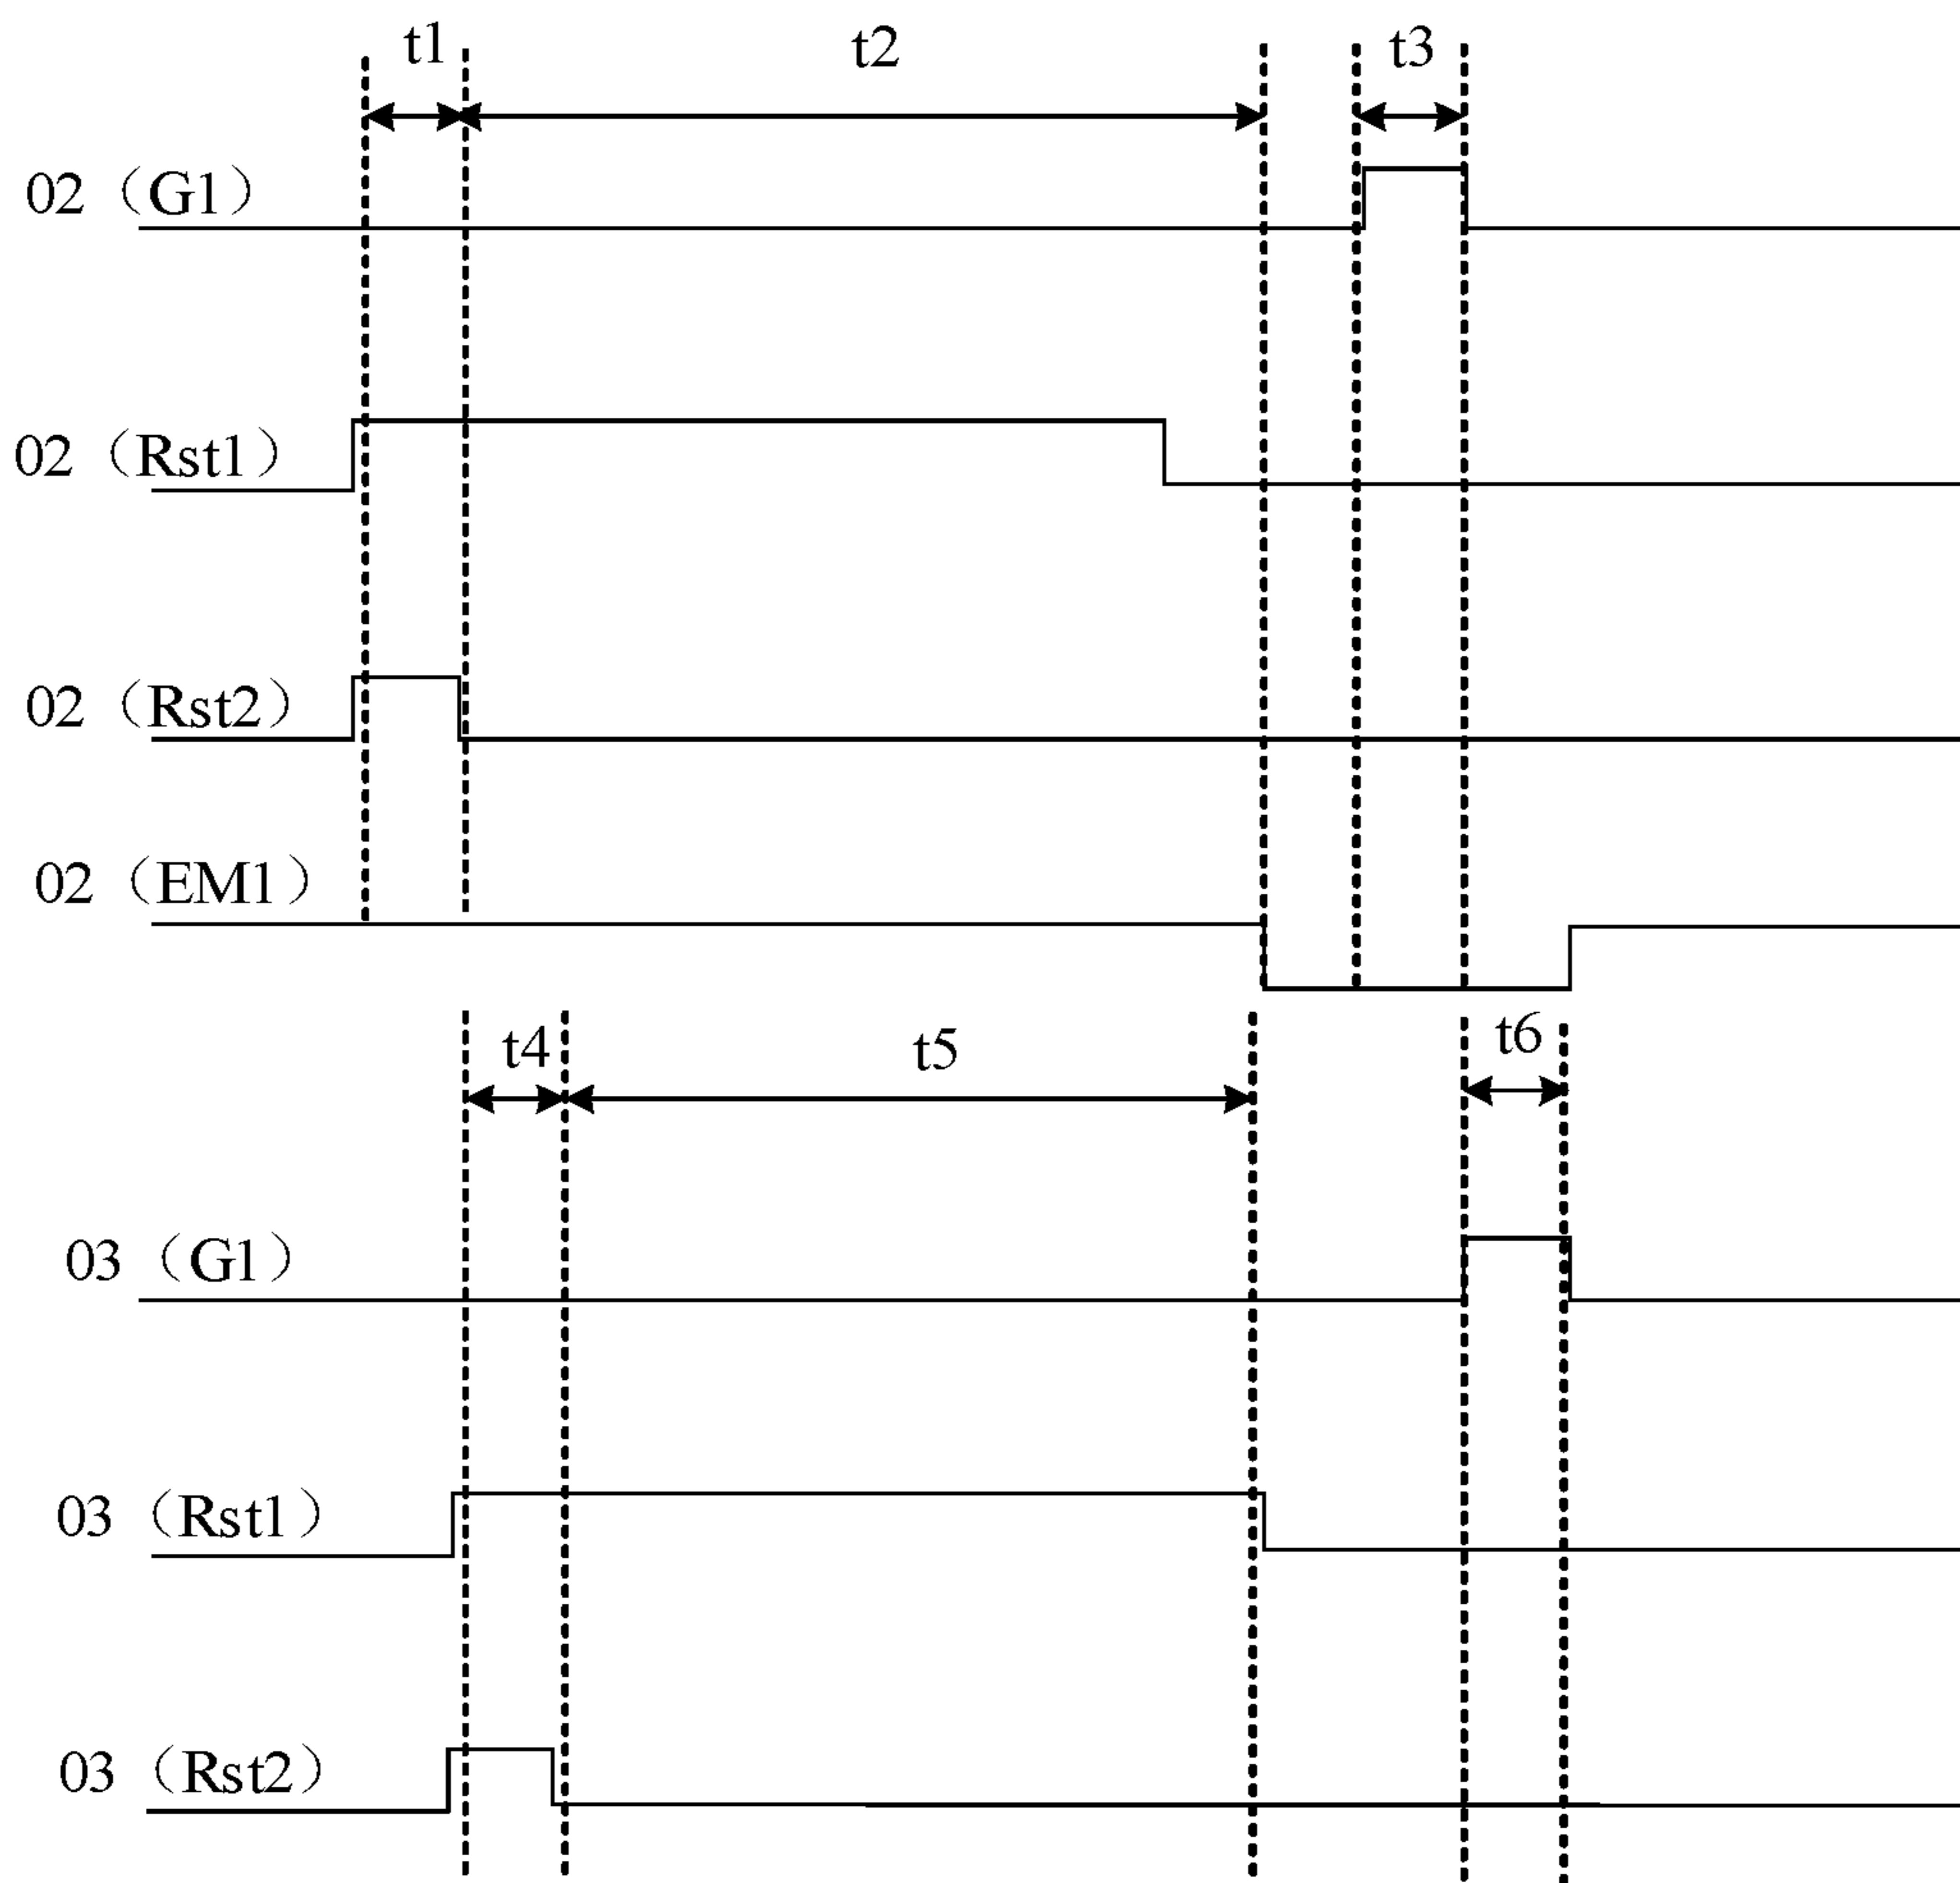 t1 t2 t3
02（G1）
02（Rst1）
02（Rst2）
02（EM1）
t4 t5 t6
03（G1）
03（Rst1）
03（Rst2）